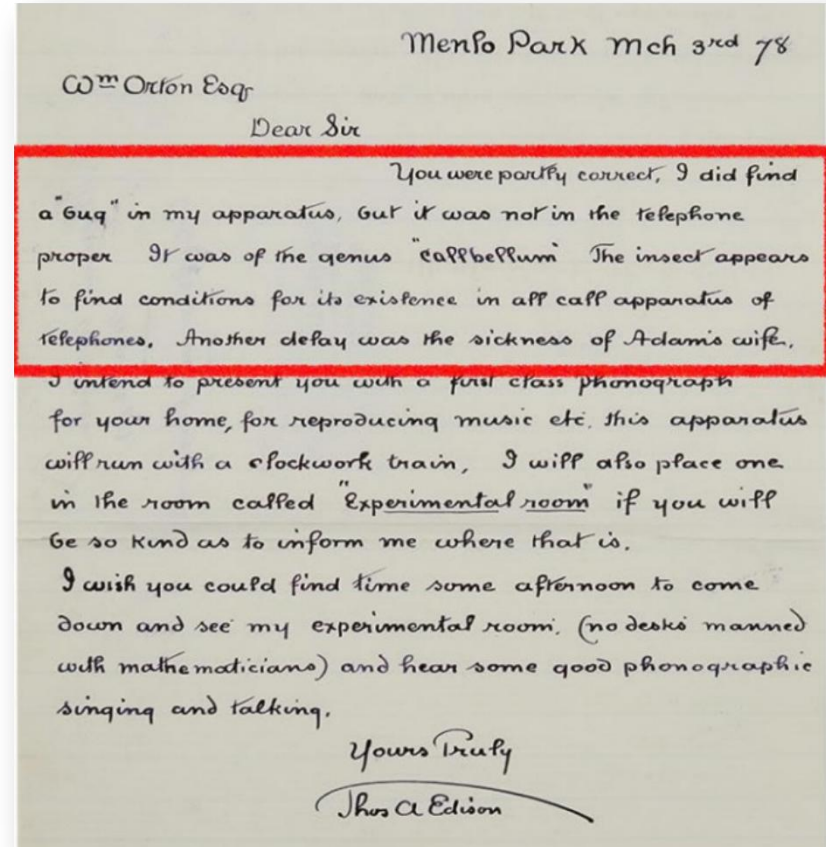 Menlo Park Mch 3rd 78
Wm Orton Esqr
Dear Sir
You were partly correct, I did find
a "bug" in my apparatus, but it was not in the telephone
proper It was of the genus "callbellum" The insect appears
to find conditions for its existence in all call apparatus of
telephones. Another delay was the sickness of Adams wife.
I intend to present you with a first class phonograph
for your home, for reproducing music etc. this apparatus
will run with a clockwork train, I will also place one
in the room called "Experimental room" if you will
be so kind as to inform me where that is.
I wish you could find time some afternoon to come
down and see my experimental room, (no desks manned
with mathematicians) and hear some good phonographic
singing and talking.
Yours Truly
Thos A Edison